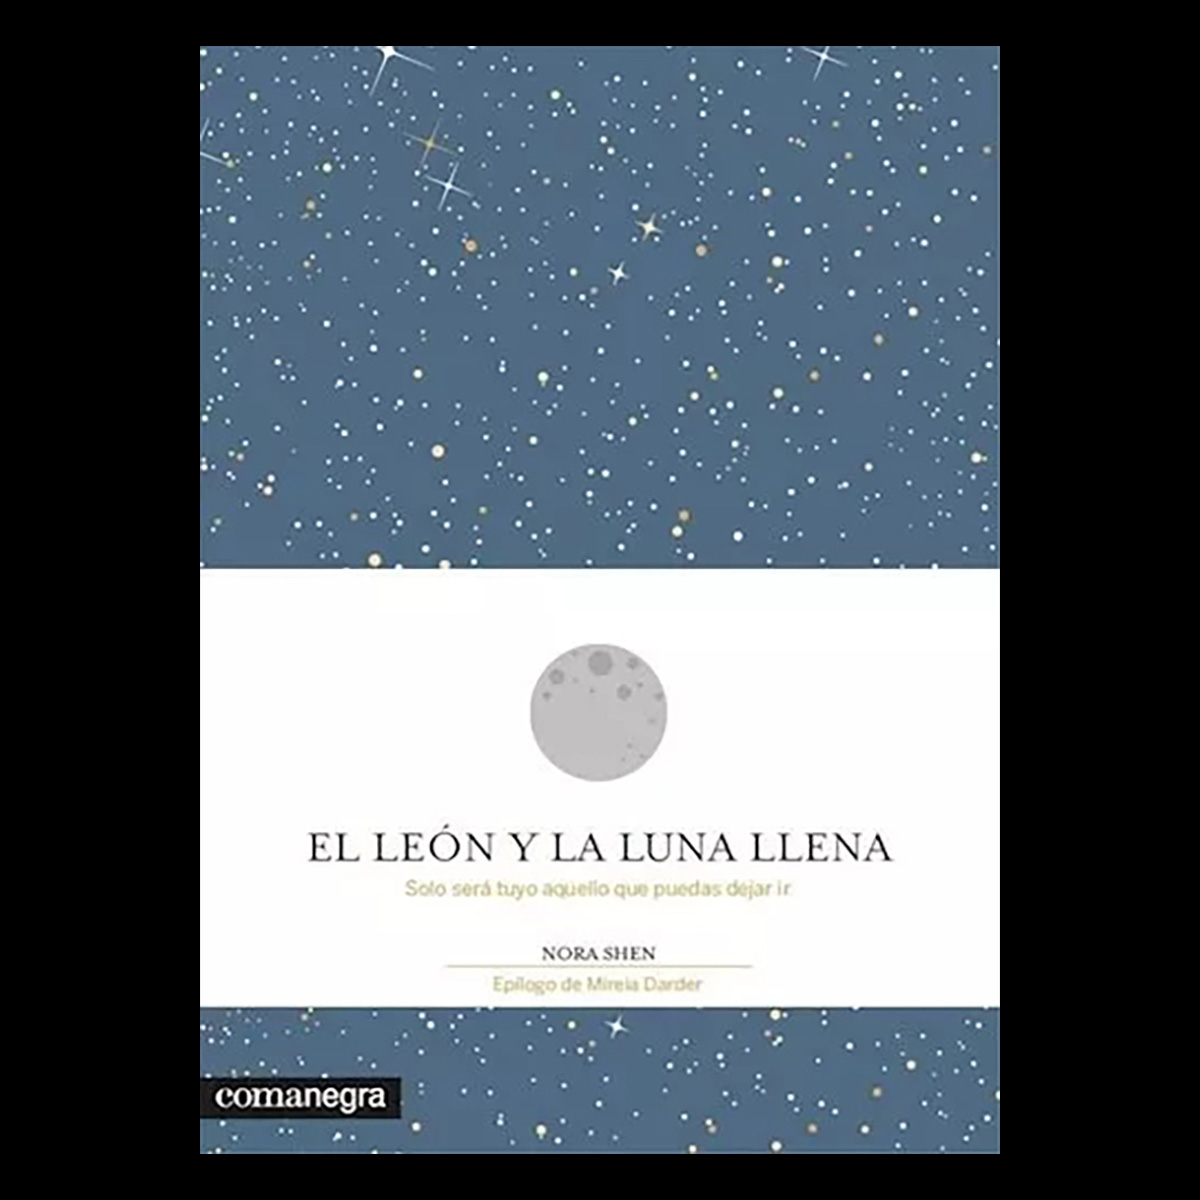 EL LEÓN Y LA LUNA LLENA
Solo será tuyo aquello que puedas dejar ir
NORA SHEN
Epílogo de Mireia Darder
comanegra